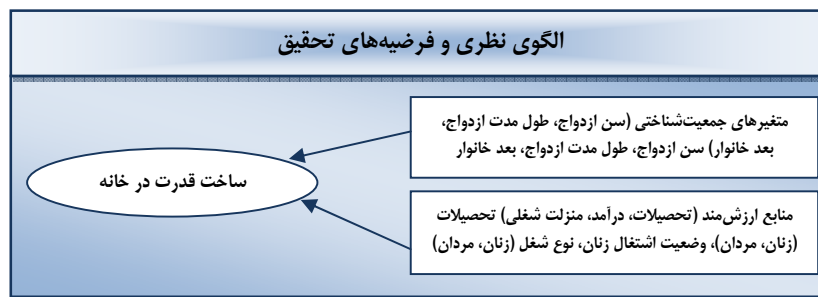 الگوی نظری و فرضیه‌های تحقیق
متغیرهای جمعیت‌شناختی (سن ازدواج، طول مدت ازدواج،
بعد خانوار) سن ازدواج، طول مدت ازدواج، بعد خانوار
ساخت قدرت در خانه
منابع ارزش‌مند (تحصیلات، درآمد، منزلت شغلی) تحصیلات
(زنان، مردان)، وضعیت اشتغال زنان، نوع شغل (زنان، مردان)